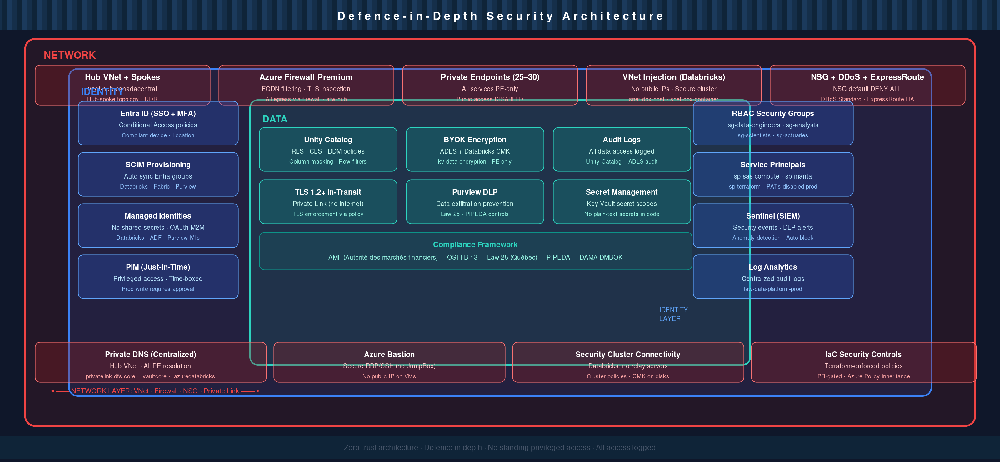 Defence-in-Depth Security Architecture
NETWORK
Hub VNet + Spokes
vnet-hub-canadacentral
Hub-spoke topology · UDR
Azure Firewall Premium
FQDN filtering · TLS inspection
All egress via firewall · afw-hub
Private Endpoints (25–30)
All services PE-only
Public access DISABLED
VNet Injection (Databricks)
No public IPs · Secure cluster
snet-dbx-host · snet-dbx-container
NSG + DDoS + ExpressRoute
NSG default DENY ALL
DDoS Standard · ExpressRoute HA
IDENTITY
Entra ID (SSO + MFA)
Conditional Access policies
Compliant device · Location
SCIM Provisioning
Auto-sync Entra groups
Databricks · Fabric · Purview
Managed Identities
No shared secrets · OAuth M2M
Databricks · ADF · Purview MIs
PIM (Just-in-Time)
Privileged access · Time-boxed
Prod write requires approval
DATA
Unity Catalog
RLS · CLS · DDM policies
Column masking · Row filters
BYOK Encryption
ADLS + Databricks CMK
kv-data-encryption · PE-only
Audit Logs
All data access logged
Unity Catalog + ADLS audit
TLS 1.2+ In-Transit
Private Link (no internet)
TLS enforcement via policy
Purview DLP
Data exfiltration prevention
Law 25 · PIPEDA controls
Secret Management
Key Vault secret scopes
No plain-text secrets in code
Compliance Framework
AMF (Autorité des marchés financiers) · OSFI B-13 · Law 25 (Québec) · PIPEDA · DAMA-DMBOK
RBAC Security Groups
sg-data-engineers · sg-analysts
sg-scientists · sg-actuaries
Service Principals
sp-sas-compute · sp-manta
sp-terraform · PATs disabled prod
Sentinel (SIEM)
Security events · DLP alerts
Anomaly detection · Auto-block
Log Analytics
Centralized audit logs
law-data-platform-prod
IDENTITY
LAYER
Private DNS (Centralized)
Hub VNet · All PE resolution
privatelink.dfs.core · .vaultcore · .azuredatabricks
Azure Bastion
Secure RDP/SSH (no JumpBox)
No public IP on VMs
Security Cluster Connectivity
Databricks: no relay servers
Cluster policies · CMK on disks
IaC Security Controls
Terraform-enforced policies
PR-gated · Azure Policy inheritance
◄ —— NETWORK LAYER: VNet · Firewall · NSG · Private Link —— ►
Zero-trust architecture · Defence in depth · No standing privileged access · All access logged